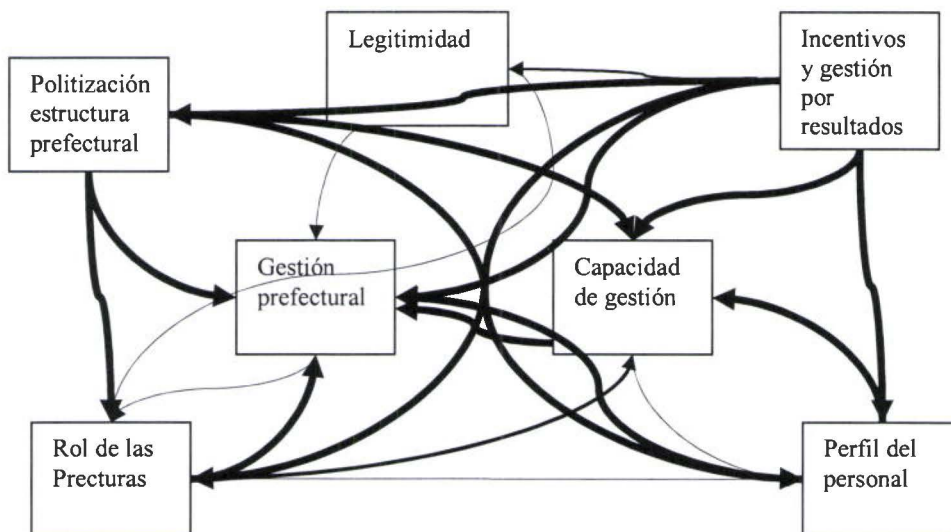 Legitimidad
Incentivos
y gestión
por
resultados
Politización
estructura
prefectural
Gestión
prefectural
Capacidad
de gestión
Rol de las
Precturas
Perfil del
personal